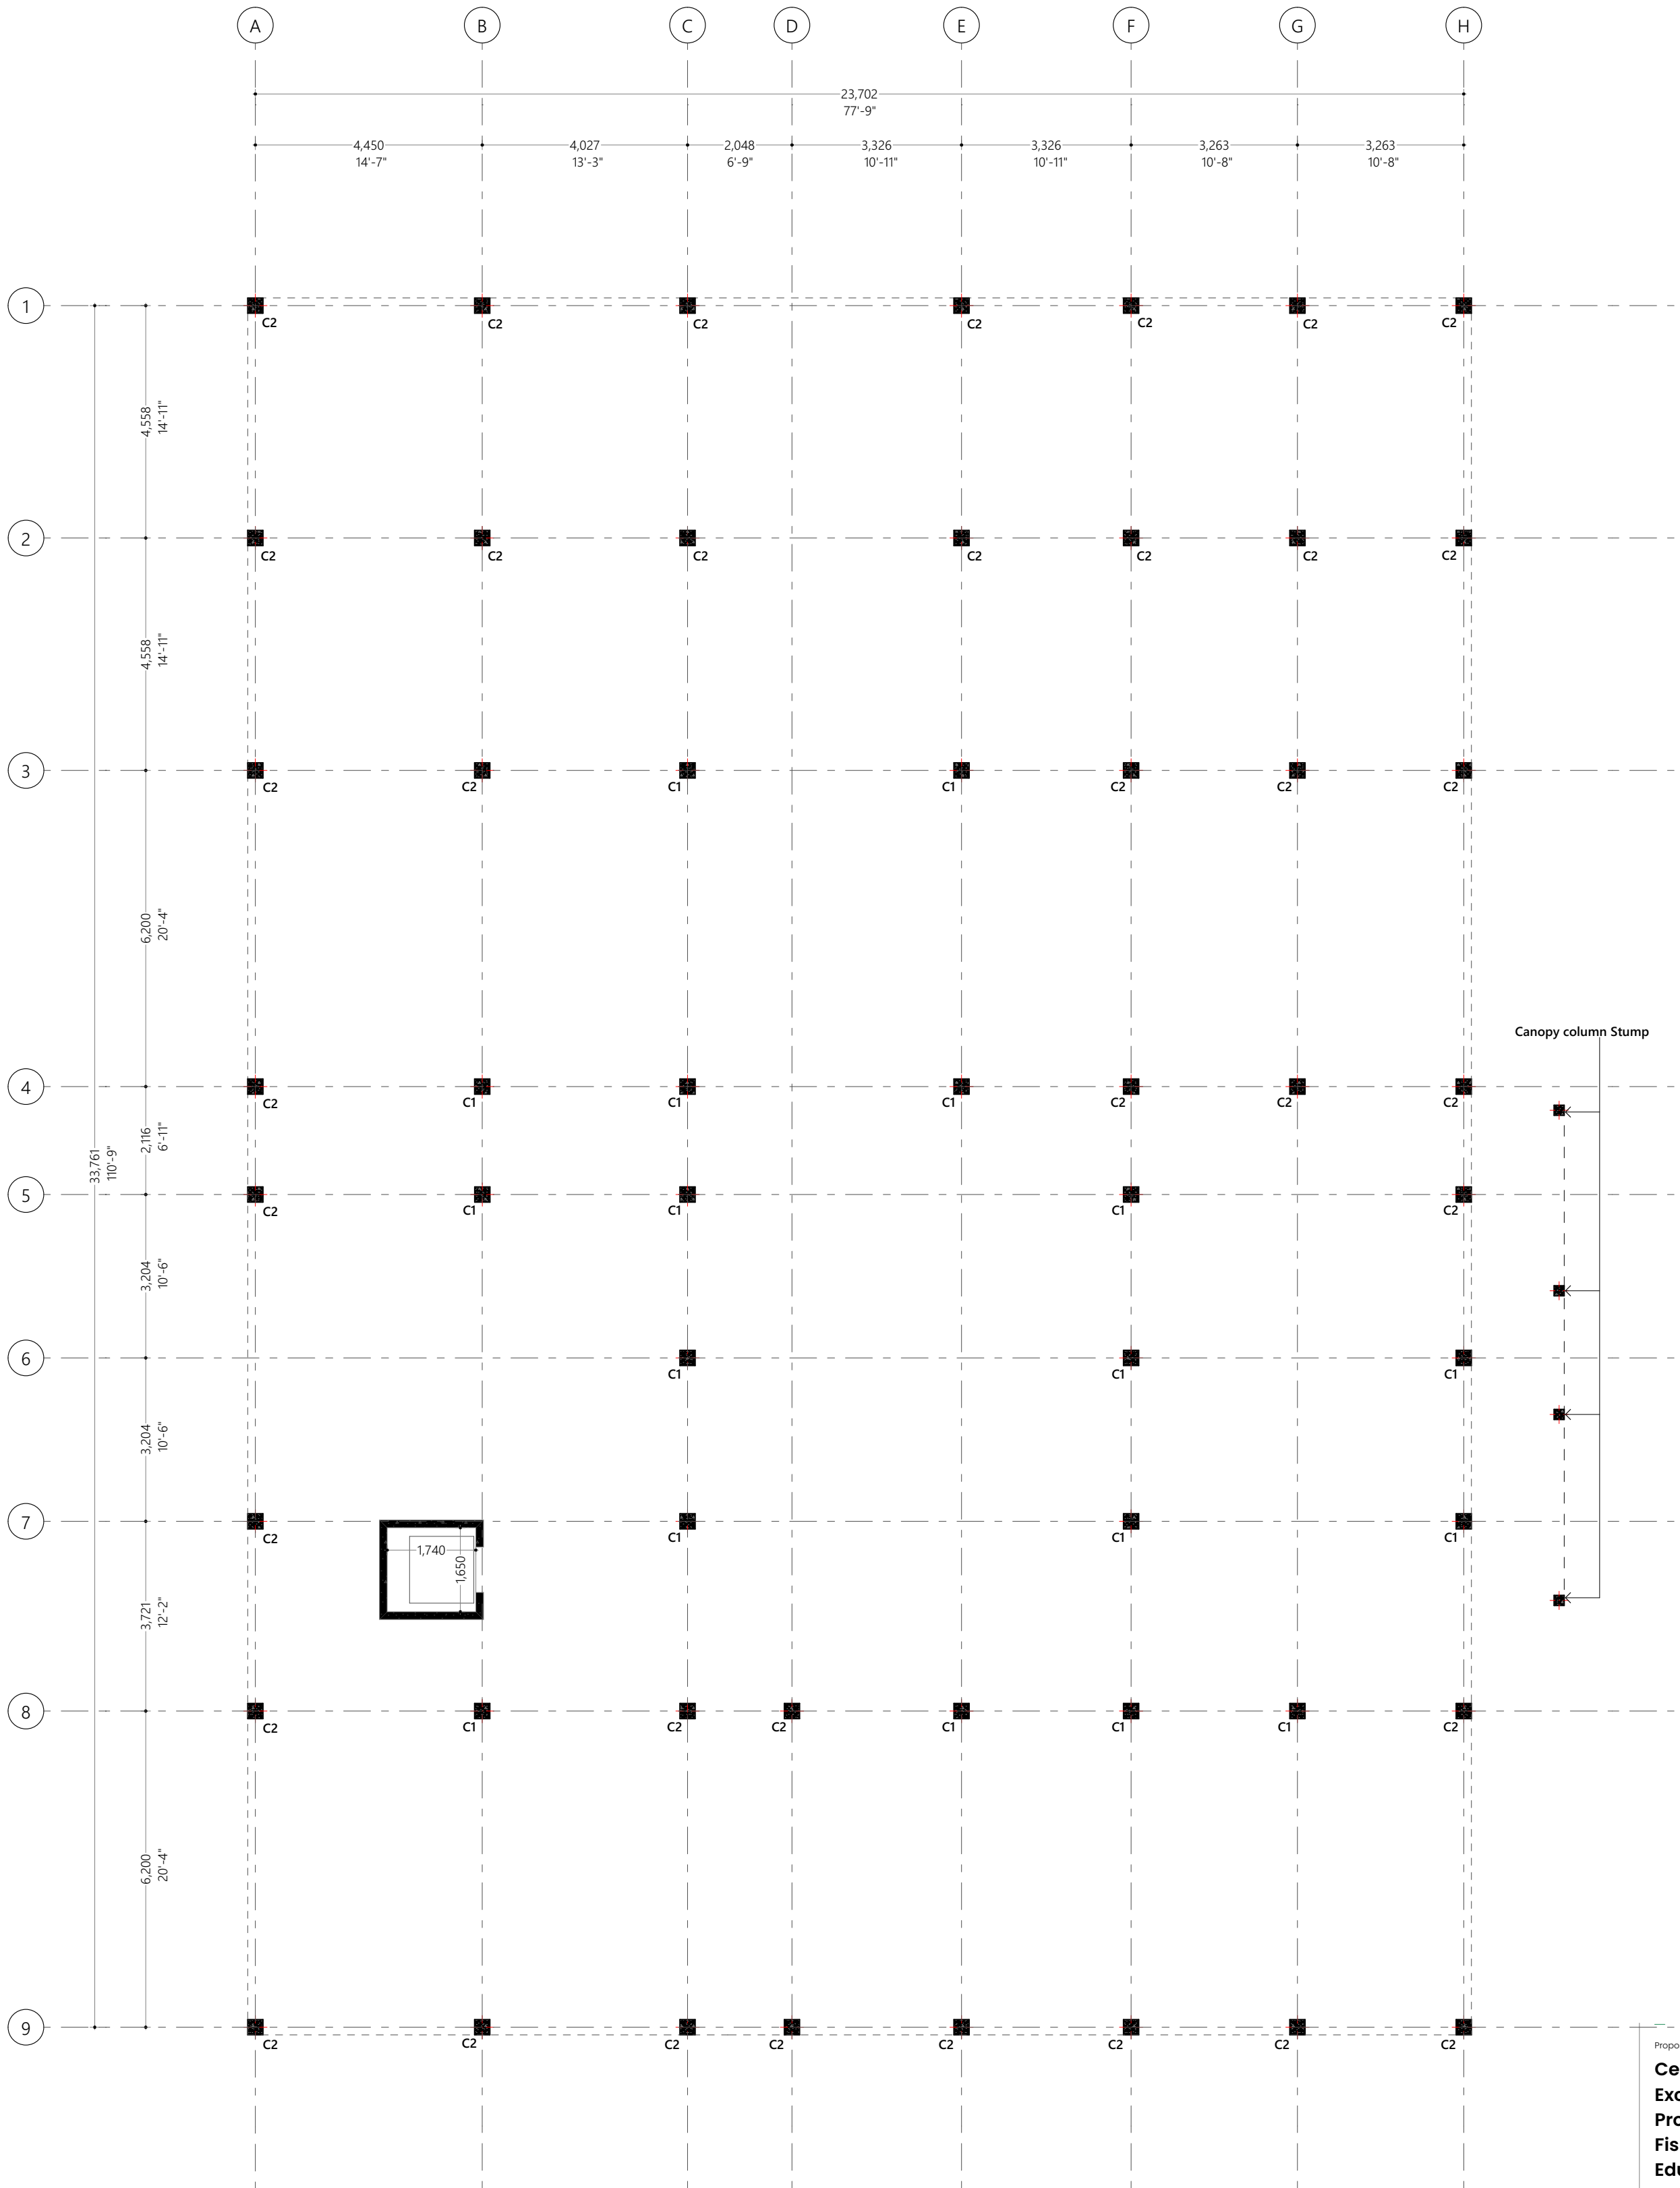 A B C D E F G H
23,702
77'-9"
4,450 4,027 2,048 3,326 3,326 3,263 3,263
14'-7" 13'-3" 6'-9" 10'-11" 10'-11" 10'-8" 10'-8"
1
C2 C2 C2 C2 C2 C2 C2
4,558
14'-11"
2
C2 C2 C2 C2 C2 C2 C2
4,558
14'-11"
3
C2 C2 C1 C1 C2 C2 C2
6,200
20'-4"
Canopy column Stump
4
C2 C1 C1 C1 C2 C2 C2
2,116
6'-11"
33,761
110'-9"
5
C2 C1 C1 C1 C2
3,204
10'-6"
6
C1 C1 C1
3,204
10'-6"
7
C2 C1 C1 C1
1,740
1,650
3,721
12'-2"
8
C2 C1 C2 C2 C1 C1 C1 C2
6,200
20'-4"
9
C2 C2 C2 C2 C2 C2 C2 C2
Propo
Ce
Exc
Pro
Fis
Edu